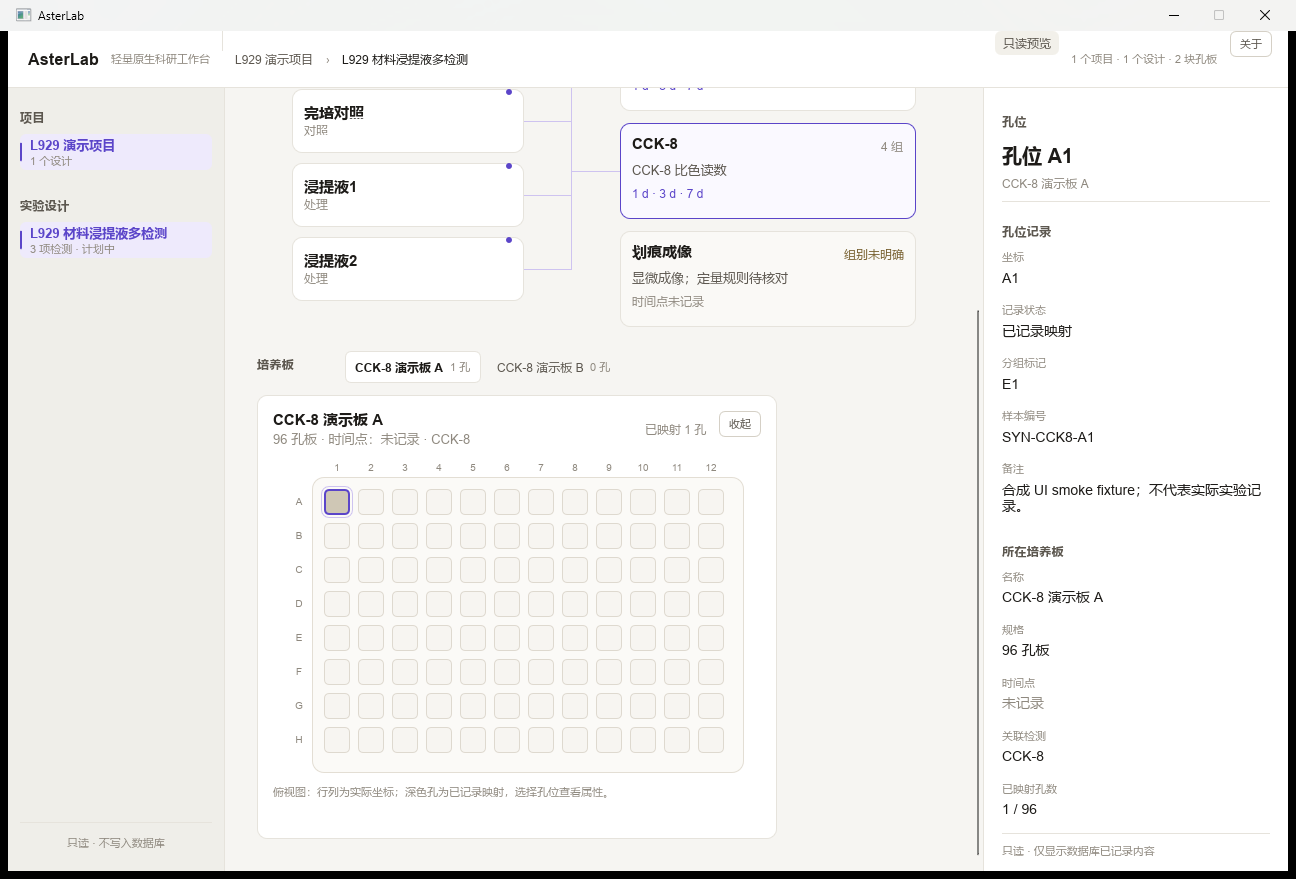 AsterLab
AsterLab 轻量原生科研工作台
L929 演示项目 › L929 材料浸提液多检测
只读预览
1 个项目 · 1 个设计 · 2 块孔板
关于
项目
L929 演示项目
1 个设计
实验设计
L929 材料浸提液多检测
3 项检测 · 计划中
只读 · 不写入数据库
完培对照
对照
浸提液1
处理
浸提液2
处理
CCK-8
4 组
CCK-8 比色读数
1 d · 3 d · 7 d
划痕成像
组别未明确
显微成像；定量规则待核对
时间点未记录
培养板
CCK-8 演示板 A 1 孔
CCK-8 演示板 B 0 孔
CCK-8 演示板 A
96 孔板 · 时间点：未记录 · CCK-8
已映射 1 孔
收起
1 2 3 4 5 6 7 8 9 10 11 12
A
B
C
D
E
F
G
H
俯视图：行列为实际坐标；深色孔为已记录映射，选择孔位查看属性。
孔位
孔位 A1
CCK-8 演示板 A
孔位记录
坐标
A1
记录状态
已记录映射
分组标记
E1
样本编号
SYN-CCK8-A1
备注
合成 UI smoke fixture；不代表实际实验记
录。
所在培养板
名称
CCK-8 演示板 A
规格
96 孔板
时间点
未记录
关联检测
CCK-8
已映射孔数
1 / 96
只读 · 仅显示数据库已记录内容